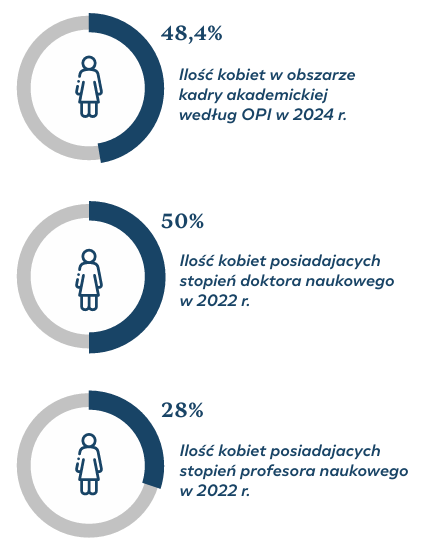 48,4%
Ilość kobiet w obszarze
kadry akademickiej
według OPI w 2024 r.
50%
Ilość kobiet posiadajacych
stopień doktora naukowego
w 2022 r.
28%
Ilość kobiet posiadajacych
stopień profesora naukowego
w 2022 r.